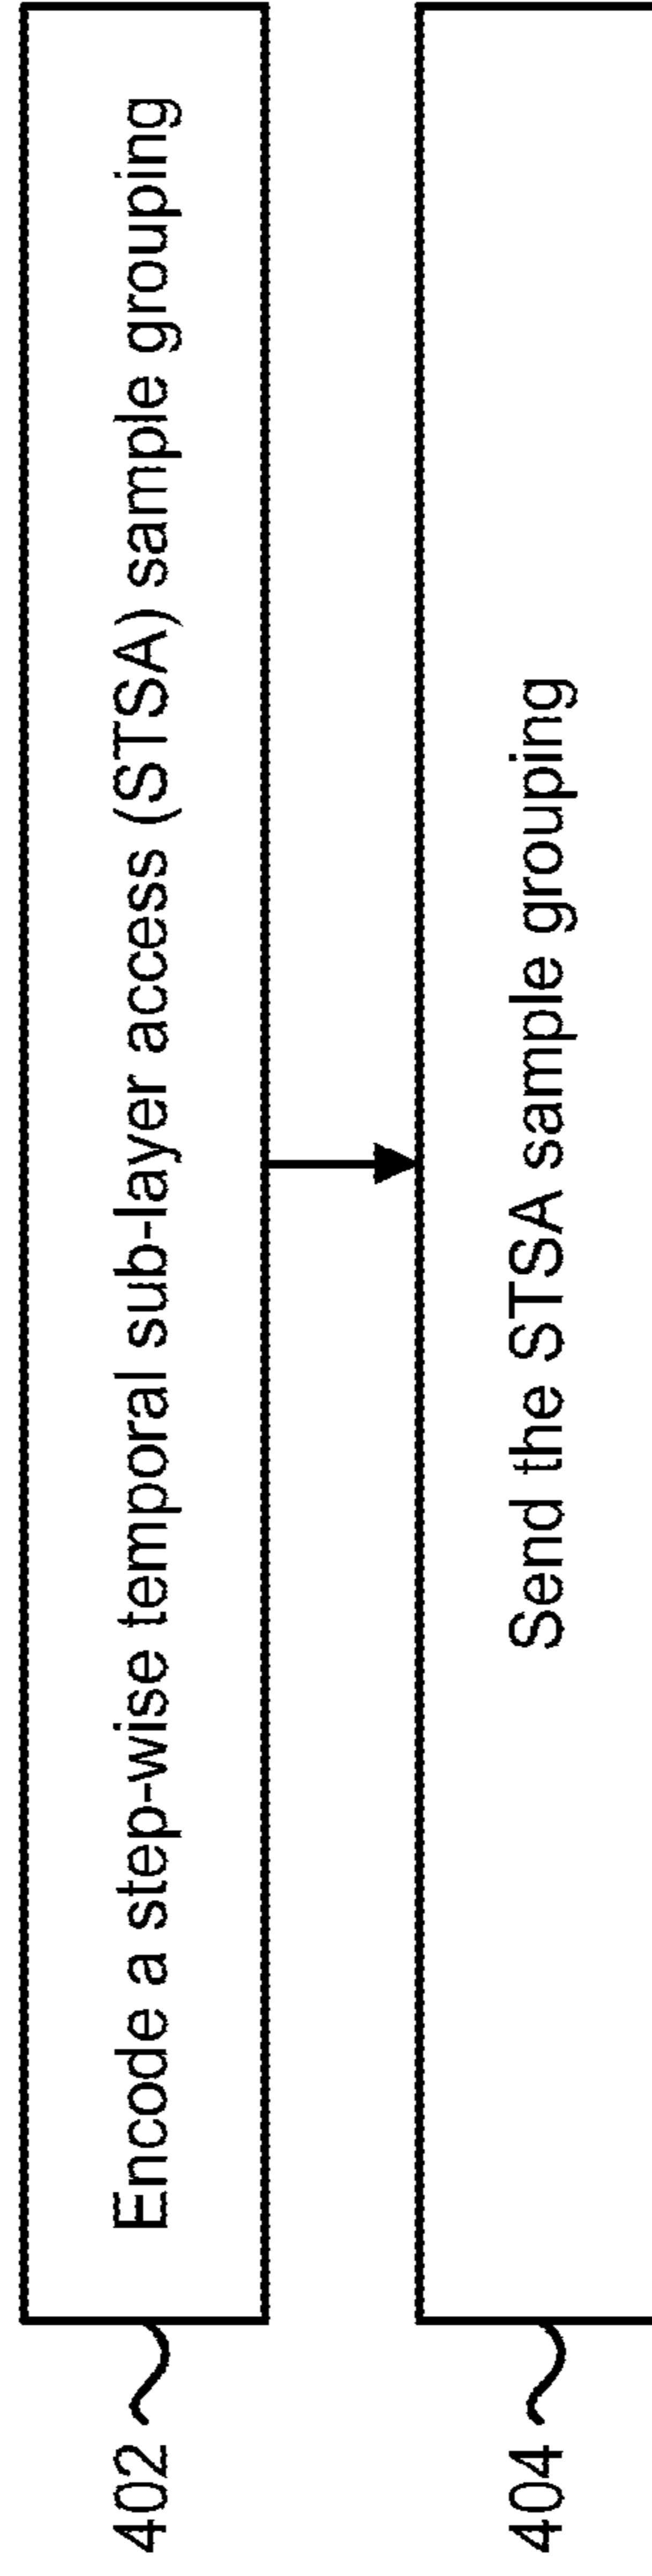 402
Encode a step-wise temporal sub-layer access (STSA) sample grouping
404
Send the STSA sample grouping